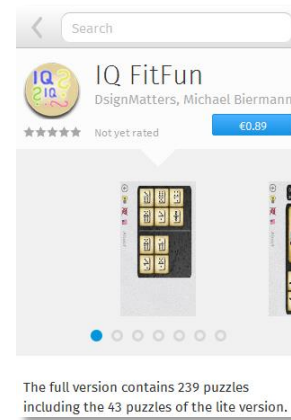 Search
IQ FitFun
DsignMatters, Michael Biermann
Not yet rated
€0.89
The full version contains 239 puzzles
including the 43 puzzles of the lite version.